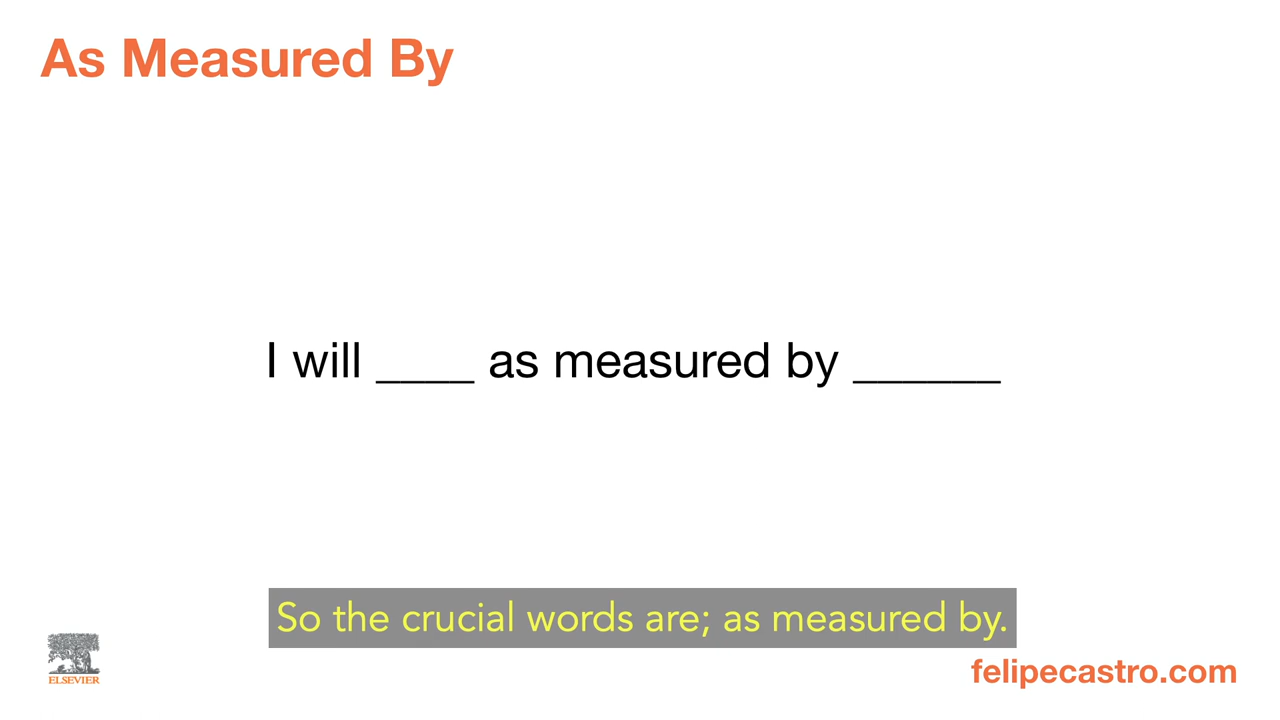 As Measured By
I will ____ as measured by ______
So the crucial words are; as measured by.
ELSEVIER
felipecastro.com